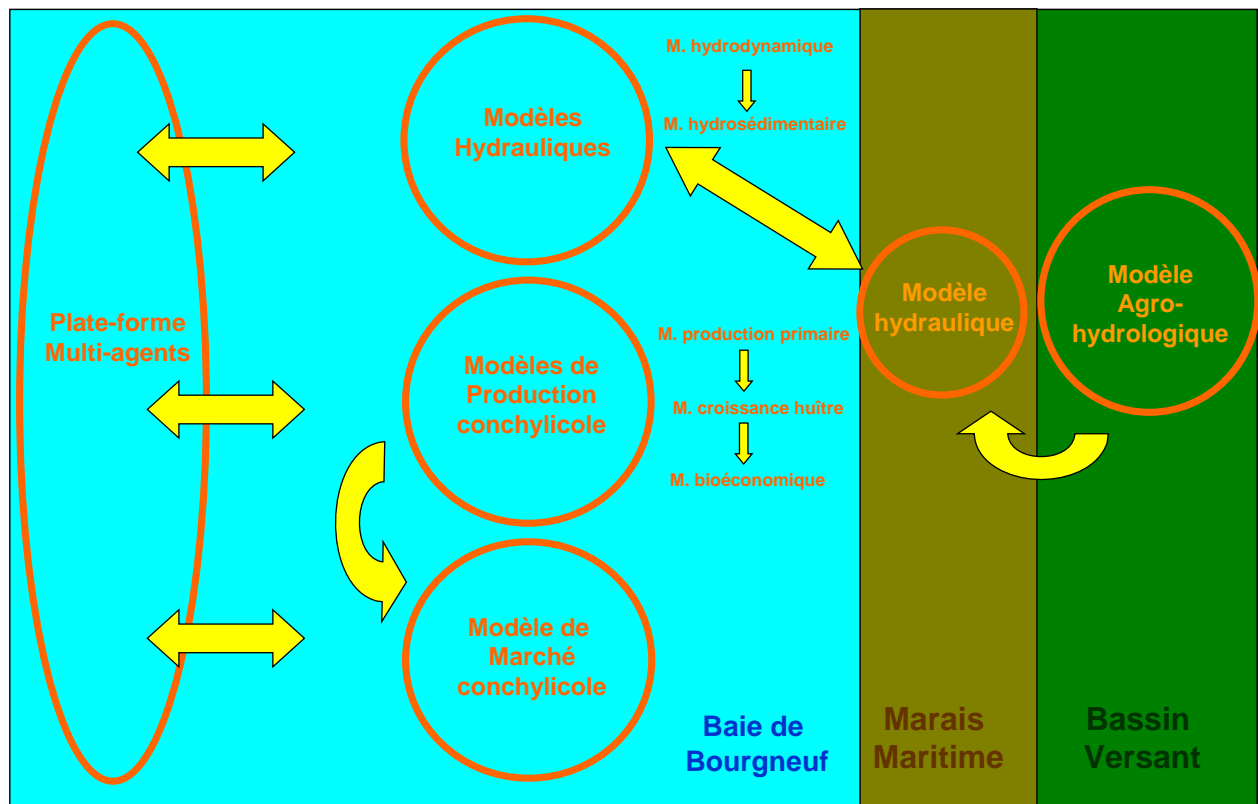 Plate-forme
Multi-agents
Modèles
Hydrauliques
M. hydrodynamique
M. hydrosédimentaire
Modèles de
Production
conchylicole
M. production primaire
M. croissance huître
M. bioéconomique
Modèle de
Marché
conchylicole
Modèle
hydraulique
Modèle
Agro-
hydrologique
Baie de
Bourgneuf
Marais
Maritime
Bassin
Versant